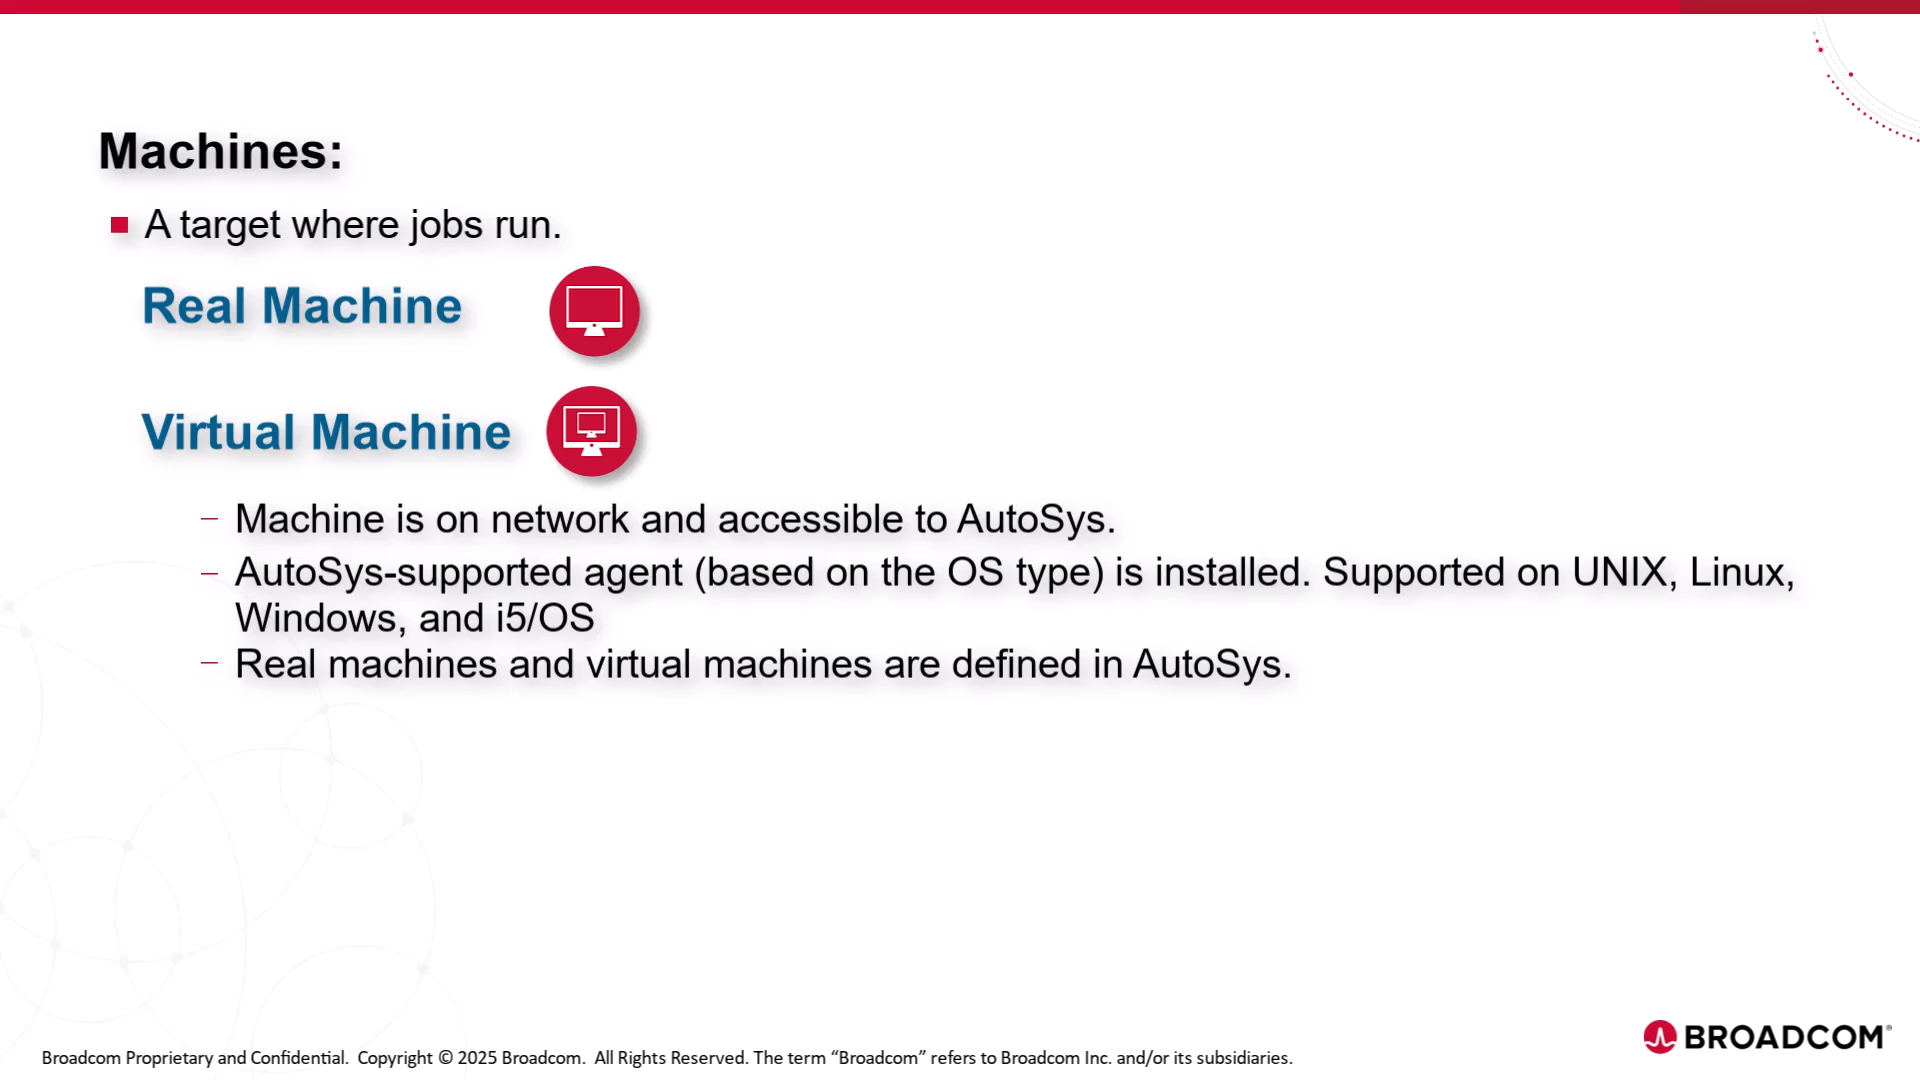 Machines:
A target where jobs run.
Real Machine
Virtual Machine
– Machine is on network and accessible to AutoSys.
– AutoSys-supported agent (based on the OS type) is installed. Supported on UNIX, Linux,
Windows, and i5/OS
– Real machines and virtual machines are defined in AutoSys.
BROADCOM®
Broadcom Proprietary and Confidential. Copyright © 2025 Broadcom. All Rights Reserved. The term “Broadcom” refers to Broadcom Inc. and/or its subsidiaries.